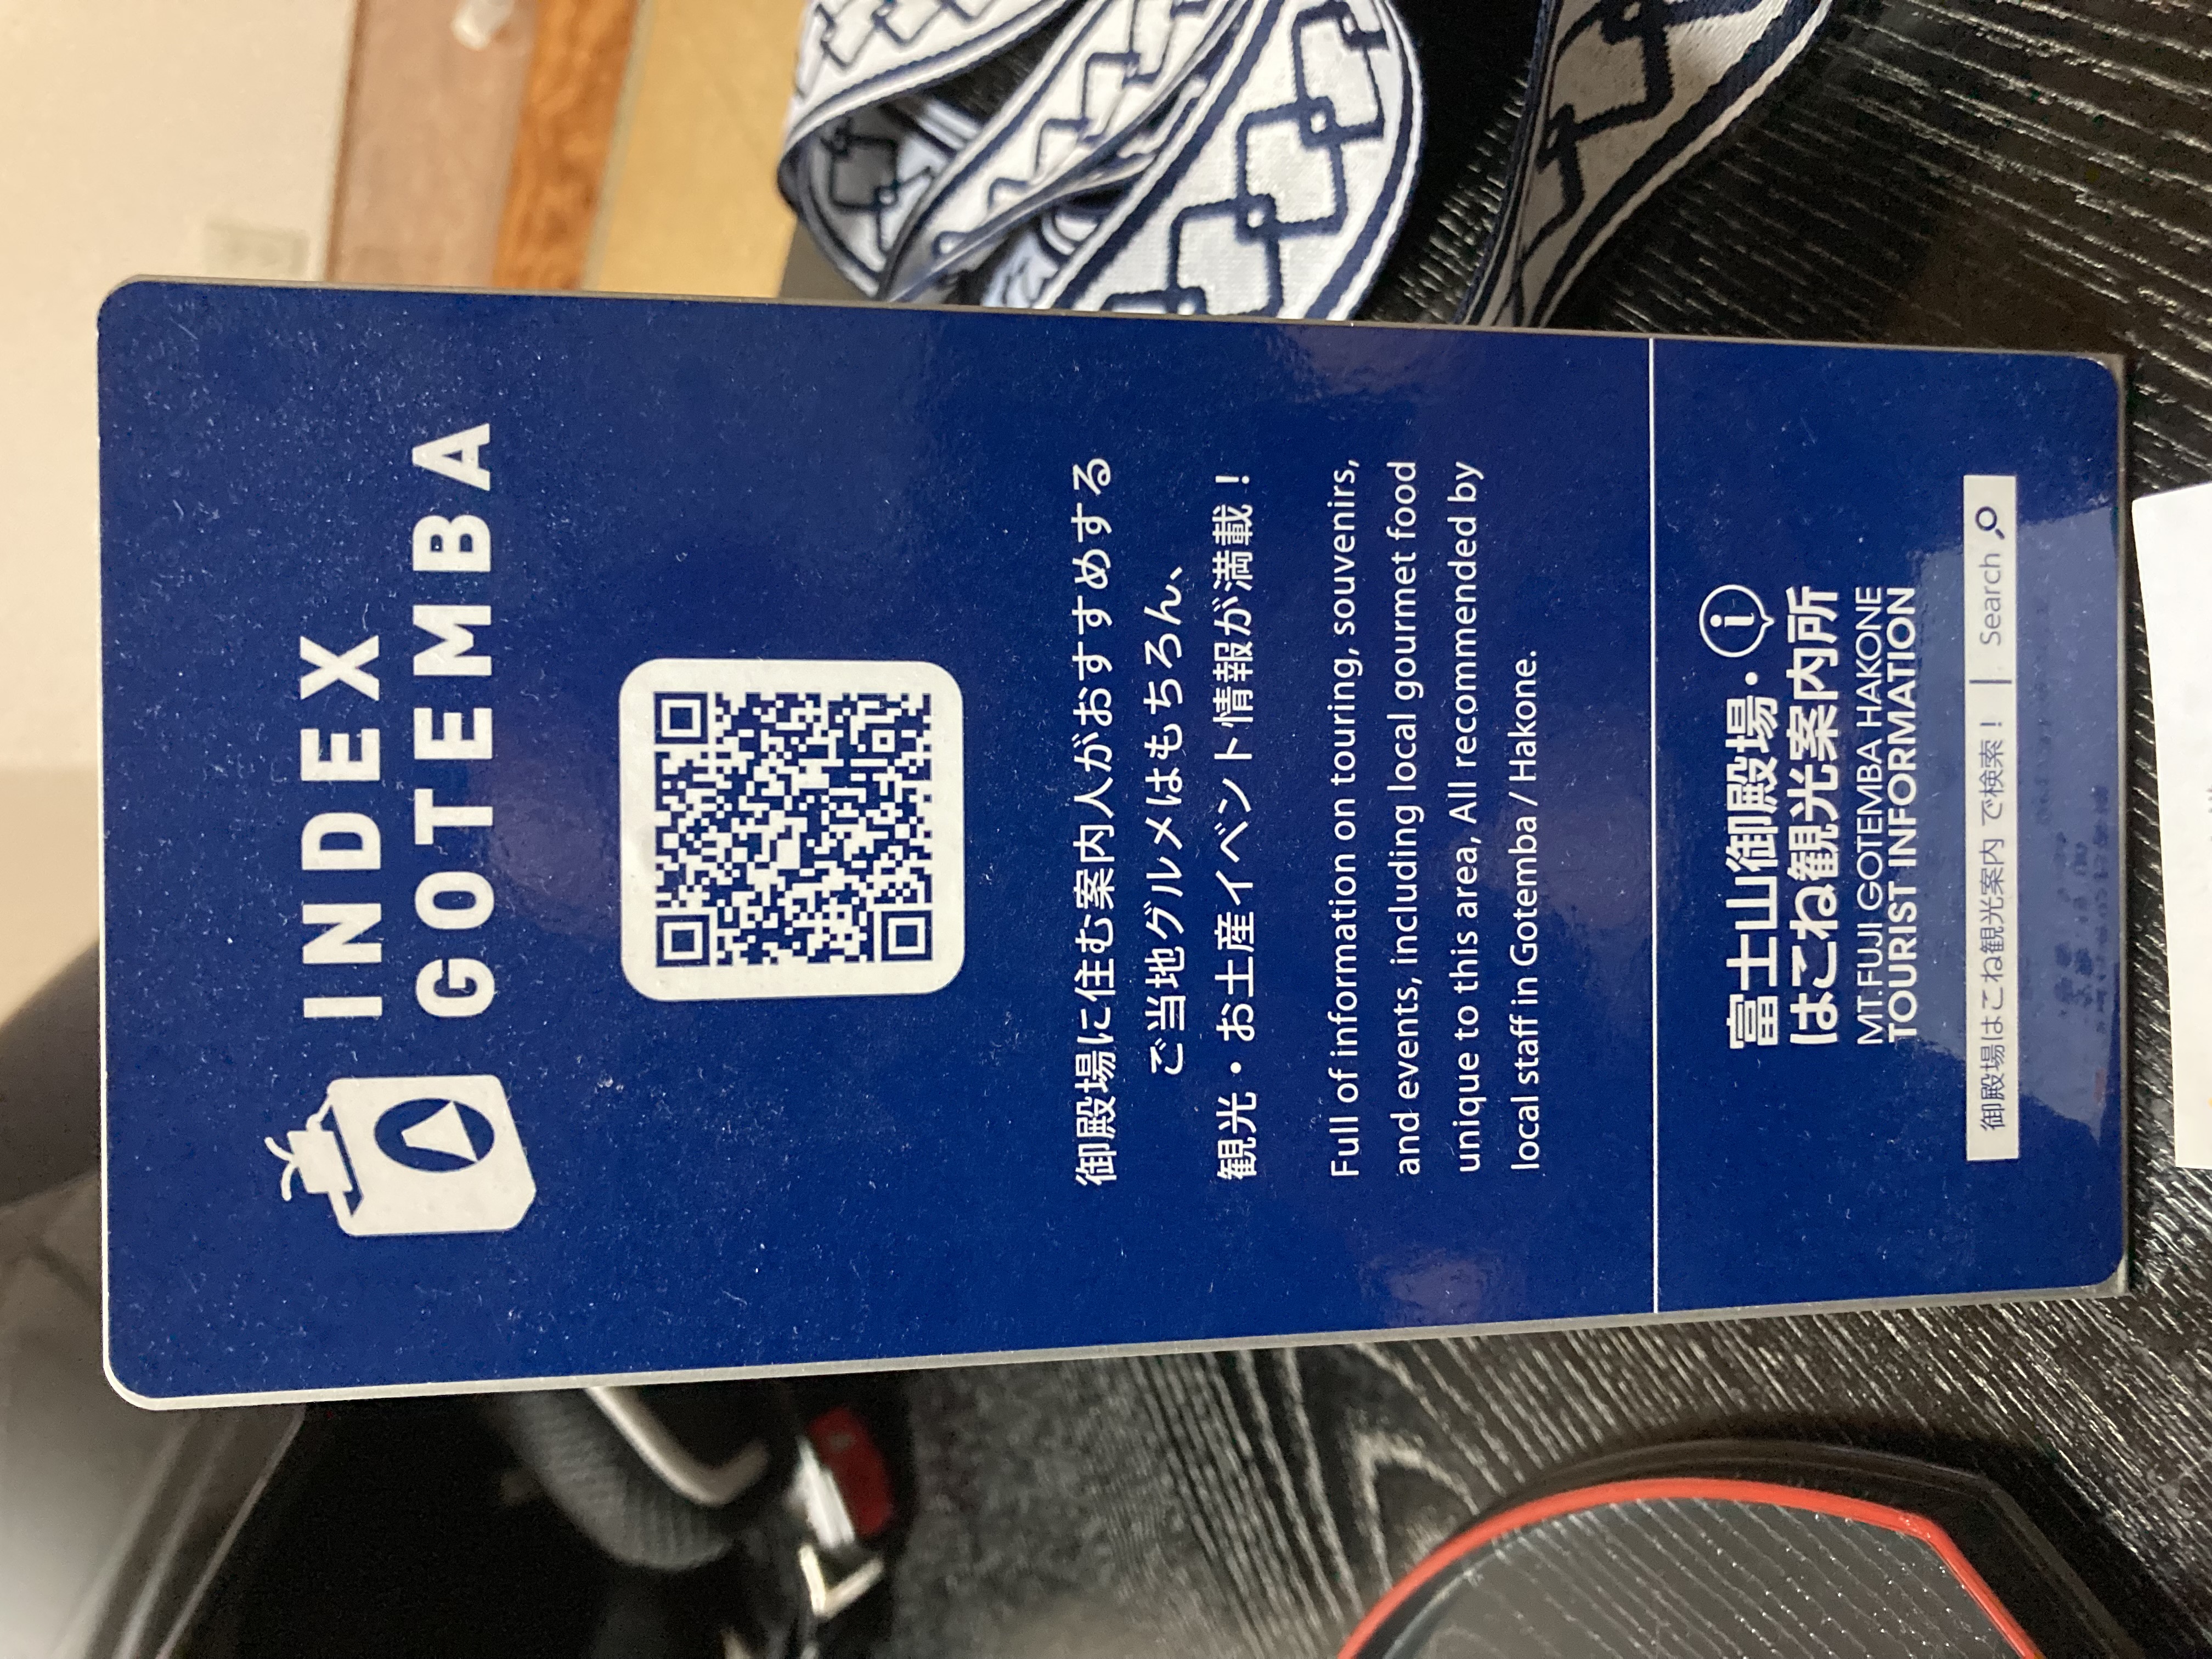 INDEX
GOTEMBA
御殿場に住む案内人がおすすめする
ご当地グルメはもちろん、
観光・お土産イベント情報が満載！
Full of information on touring, souvenirs,
and events, including local gourmet food
unique to this area, All recommended by
local staff in Gotemba / Hakone.
富士山御殿場・
はこね観光案内所
MT.FUJI GOTEMBA HAKONE
TOURIST INFORMATION
御殿場はこね観光案内 で検索！ | Search